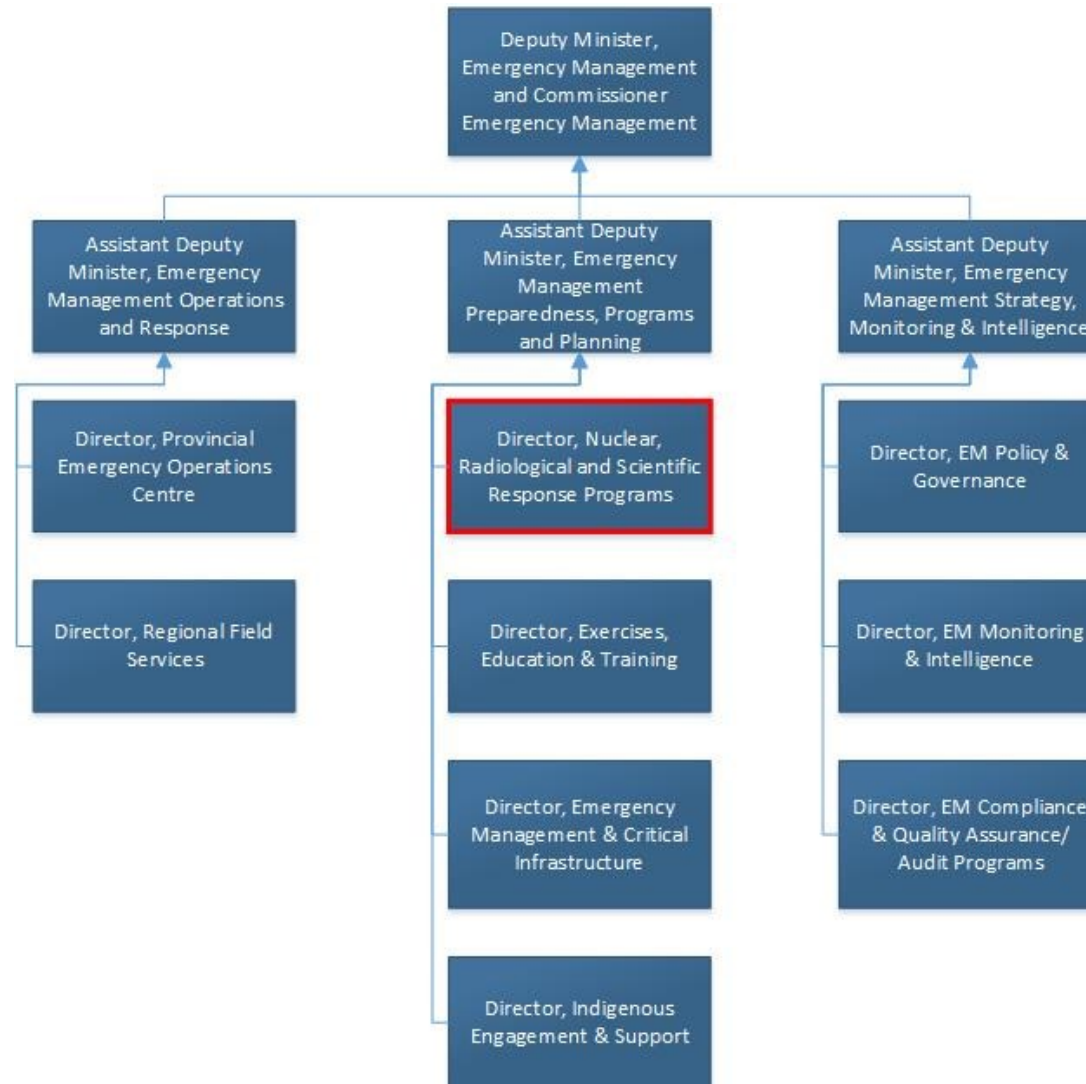 Deputy Minister,
Emergency Management
and Commissioner
Emergency Management
Assistant Deputy
Minister, Emergency
Management Operations
and Response
Assistant Deputy
Minister, Emergency
Management
Preparedness, Programs
and Planning
Assistant Deputy
Minister, Emergency
Management Strategy,
Monitoring & Intelligence
Director, Provincial
Emergency Operations
Centre
Director, Nuclear,
Radiological and Scientific
Response Programs
Director, EM Policy &
Governance
Director, Regional Field
Services
Director, Exercises,
Education & Training
Director, EM Monitoring
& Intelligence
Director, Emergency
Management & Critical
Infrastructure
Director, EM Compliance
& Quality Assurance/
Audit Programs
Director, Indigenous
Engagement & Support